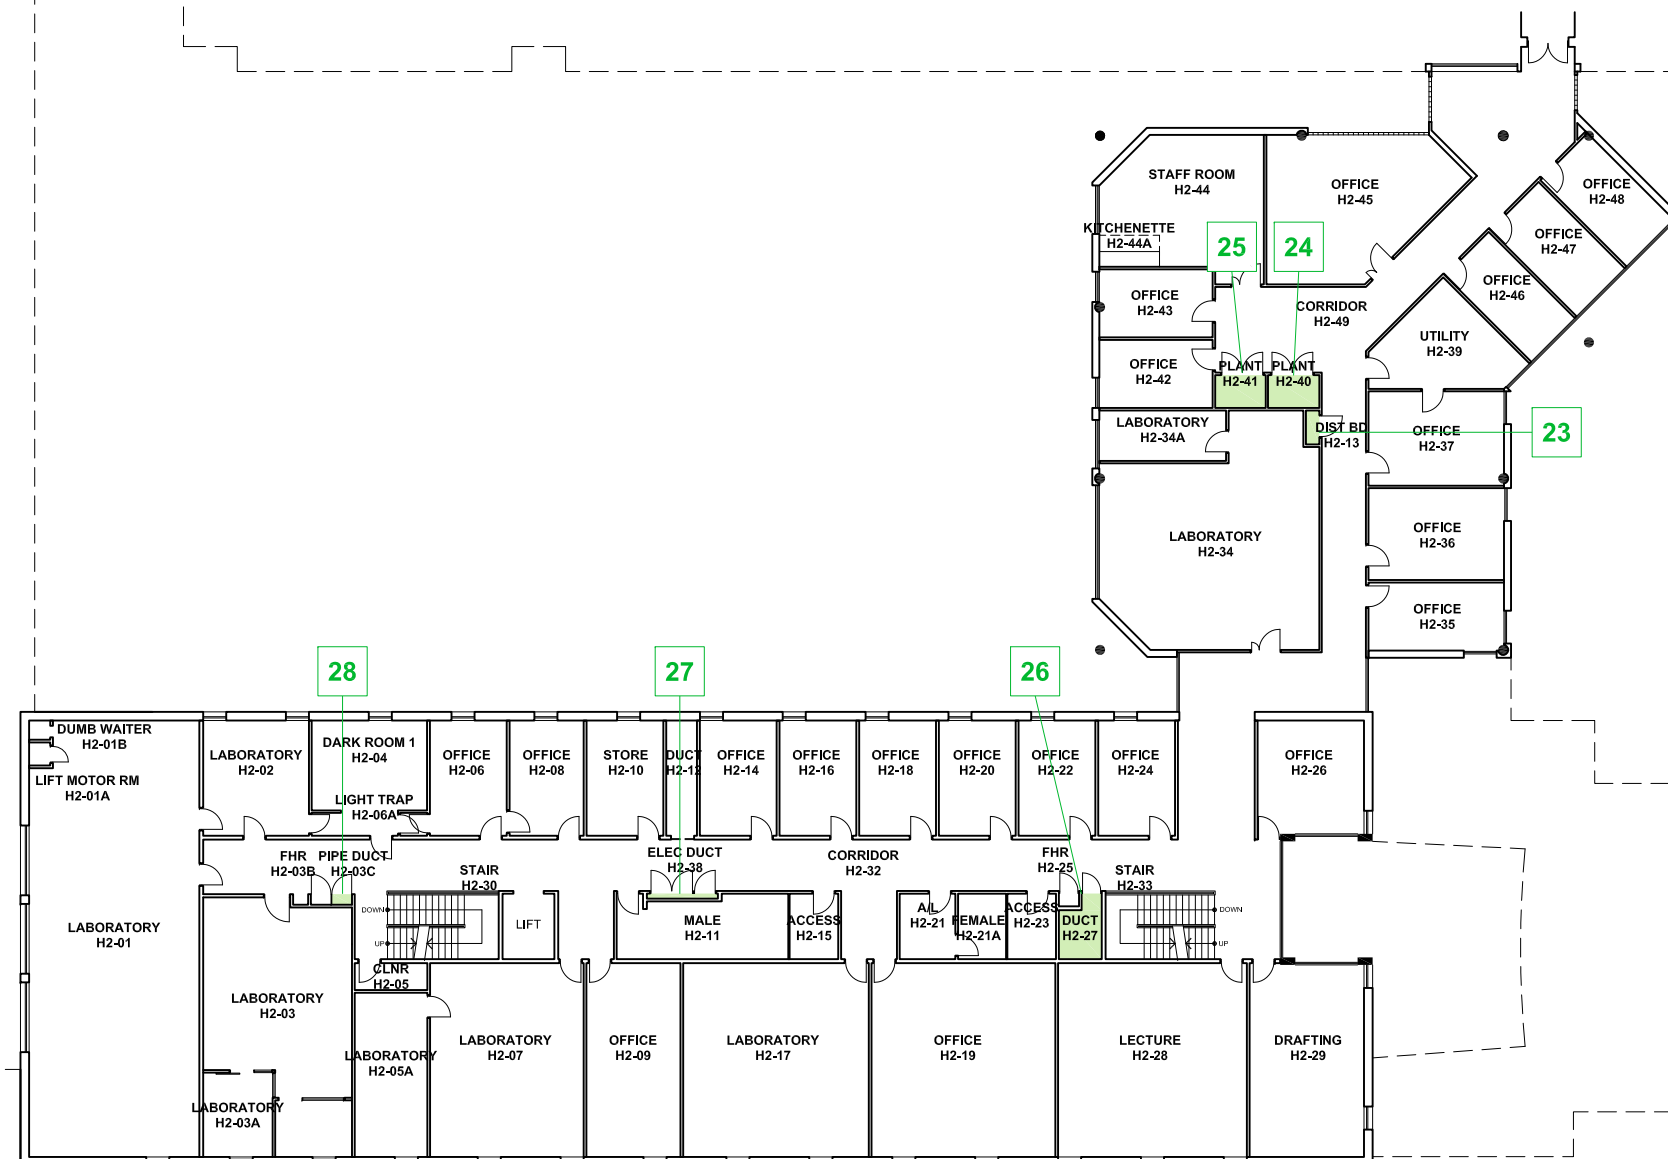 STAFF ROOM
H2-44
OFFICE
H2-45
OFFICE
H2-48
KITCHENETTE
H2-44A
25
24
OFFICE
H2-47
OFFICE
H2-46
OFFICE
H2-43
CORRIDOR
H2-49
UTILITY
H2-39
OFFICE
H2-42
PLANT
H2-41
PLANT
H2-40
LABORATORY
H2-34A
DIST BD
H2-13
OFFICE
H2-37
23
LABORATORY
H2-34
OFFICE
H2-36
OFFICE
H2-35
28
27
26
DUMB WAITER
H2-01B
LIFT MOTOR RM
H2-01A
LABORATORY
H2-02
DARK ROOM 1
H2-04
LIGHT TRAP
H2-06A
OFFICE
H2-06
OFFICE
H2-08
STORE
H2-10
DUCT
H2-12
OFFICE
H2-14
OFFICE
H2-16
OFFICE
H2-18
OFFICE
H2-20
OFFICE
H2-22
OFFICE
H2-24
OFFICE
H2-26
FHR
H2-03B
PIPE DUCT
H2-03C
STAIR
H2-30
ELEC DUCT
H2-38
CORRIDOR
H2-32
FHR
H2-25
STAIR
H2-33
DOWN
UP
LIFT
MALE
H2-11
ACCESS
H2-15
A/L
H2-21
FEMALE
H2-21A
ACCESS
H2-23
DUCT
H2-27
DOWN
UP
LABORATORY
H2-01
CLNR
H2-05
LABORATORY
H2-03
LABORATORY
H2-05A
LABORATORY
H2-07
OFFICE
H2-09
LABORATORY
H2-17
OFFICE
H2-19
LECTURE
H2-28
DRAFTING
H2-29
LABORATORY
H2-03A